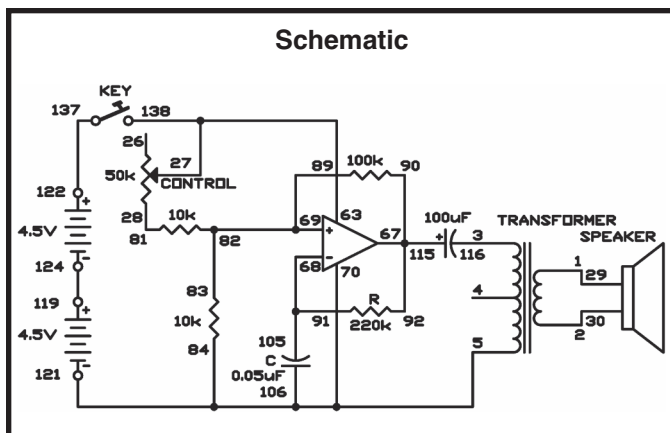 Schematic
KEY
137
138
26
27
50k
CONTROL
28
81
10k
82
122
+
4.5V
-
124
119
+
4.5V
-
121
83
10k
84
89
100k
90
69
+
63
68
-
70
67
91
R
220k
92
105
C
0.05uF
106
100uF
+
115
116
TRANSFORMER
SPEAKER
3
4
5
1
29
30
2